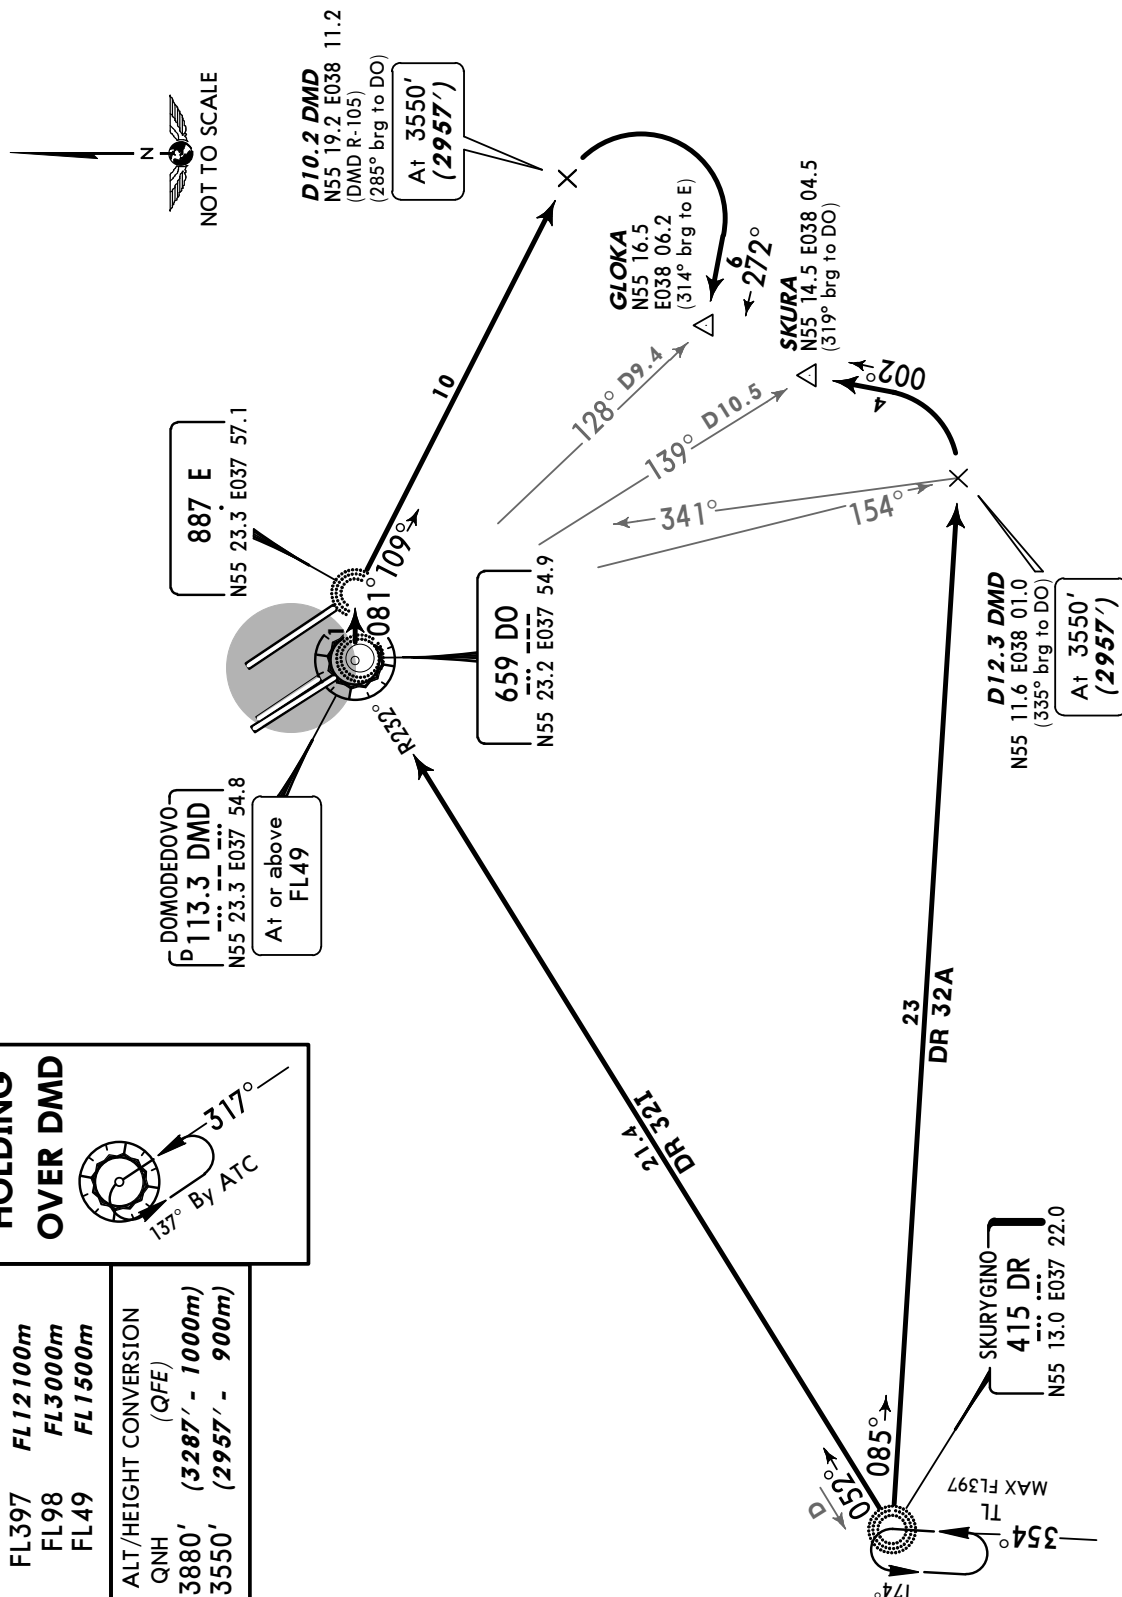 NOT TO SCALE
N
D10.2 DMD
N55 19.2 E038 11.2
(DMD R-105)
(285° brg to DO)
At 3550'
(2957')
GLOKA
N55 16.5
E038 06.2
(314° brg to E)
6
272°
SKURA
N55 14.5 E038 04.5
(319° brg to DO)
002°
4
10
128° D9.4
139° D10.5
341°
154°
887 E
N55 23.3 E037 57.1
109°
081°
1
659 DO
N55 23.2 E037 54.9
R232°
DOMODEDOVO
D
P113.3 DMD
N55 23.3 E037 54.8
At or above
FL49
D12.3 DMD
N55 11.6 E038 01.0
(335° brg to DO)
At 3550'
(2957')
23
DR 32A
21.4
DR 32I
HOLDING
OVER DMD
317°
137° By ATC
FL397 FL12100m
FL98 FL3000m
FL49 FL1500m
ALT/HEIGHT CONVERSION
QNH (QFE)
3880' (3287' - 1000m)
3550' (2957' - 900m)
SKURYGINO
415 DR
N55 13.0 E037 22.0
085°
052°
D
MAX FL397
TL
354°
174°